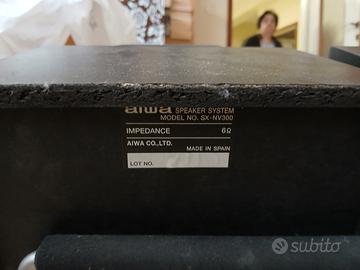 aiwa SPEAKER SYSTEM
MODEL NO. SX-NV300
IMPEDANCE 6Ω
AIWA CO.,LTD.
MADE IN SPAIN
LOT NO.
subito